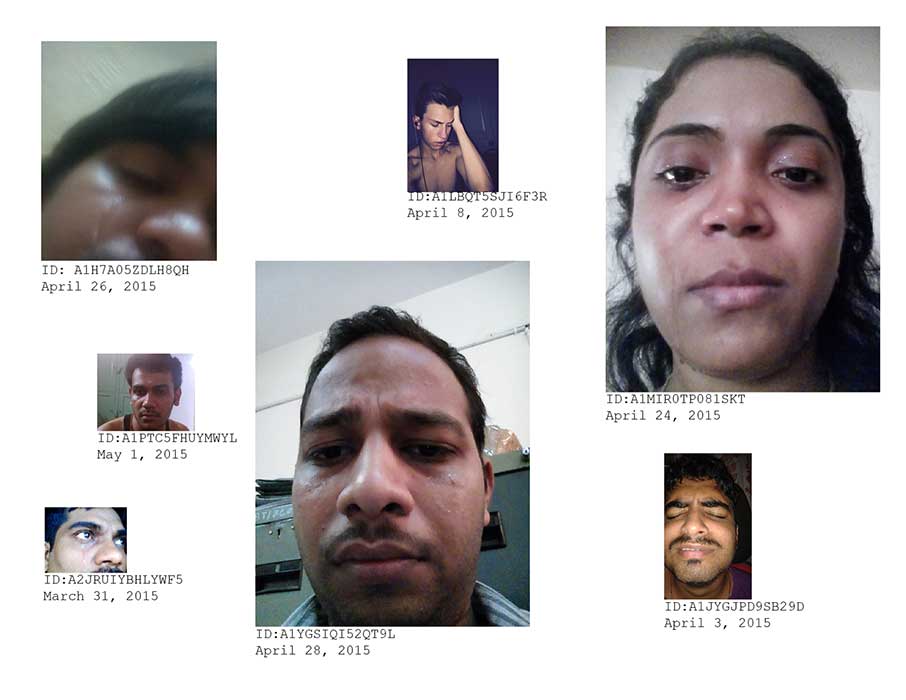 ID: A1H7A05ZDLH8QH
April 26, 2015
ID:A1LBQT5SJI6F3R
April 8, 2015
ID:A1MIR0TP081SKT
April 24, 2015
ID:A1PTC5FHUYMWYL
May 1, 2015
ID:A2JRUIYBHLYWF5
March 31, 2015
ID:A1YGSIQI52QT9L
April 28, 2015
ID:A1JYGJPD9SB29D
April 3, 2015